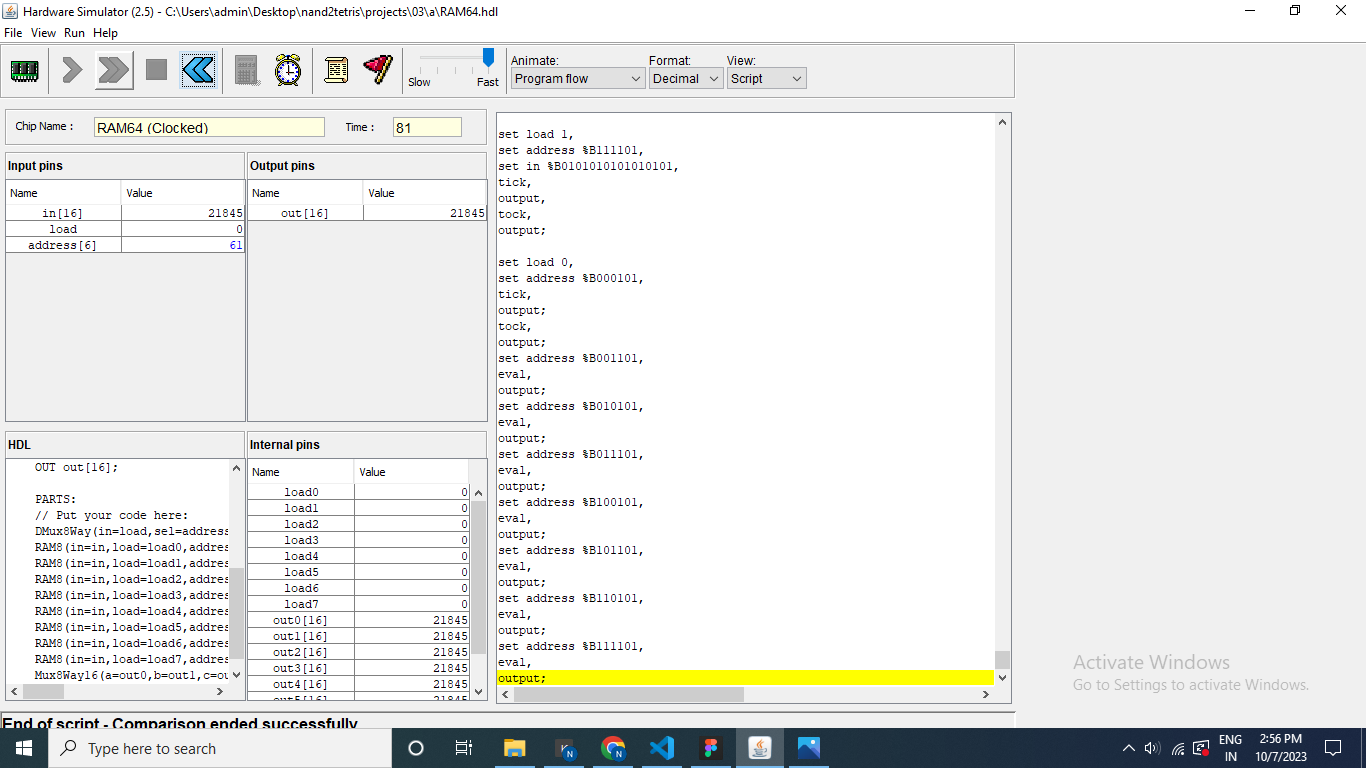 Hardware Simulator (2.5) - C:\Users\admin\Desktop\nand2tetris\projects\03\a\RAM64.hdl
File View Run Help
Slow Fast
Animate:
Program flow
Format:
Decimal
View:
Script
Chip Name :
RAM64 (Clocked)
Time :
81
Input pins
Name Value
in[16] 21845
load 0
address[6] 61
Output pins
Name Value
out[16] 21845
HDL
OUT out[16];
PARTS:
// Put your code here:
DMux8Way(in=load,sel=address
RAM8(in=in,load=load0,addres
RAM8(in=in,load=load1,addres
RAM8(in=in,load=load2,addres
RAM8(in=in,load=load3,addres
RAM8(in=in,load=load4,addres
RAM8(in=in,load=load5,addres
RAM8(in=in,load=load6,addres
RAM8(in=in,load=load7,addres
Mux8Way16(a=out0,b=out1,c=ou
Internal pins
Name Value
load0 0
load1 0
load2 0
load3 0
load4 0
load5 0
load6 0
load7 0
out0[16] 21845
out1[16] 21845
out2[16] 21845
out3[16] 21845
out4[16] 21845
out5[16] 21845
set load 1,
set address %B111101,
set in %B0101010101010101,
tick,
output,
tock,
output;
set load 0,
set address %B000101,
tick,
output;
tock,
output;
set address %B001101,
eval,
output;
set address %B010101,
eval,
output;
set address %B011101,
eval,
output;
set address %B100101,
eval,
output;
set address %B101101,
eval,
output;
set address %B110101,
eval,
output;
set address %B111101,
eval,
output;
Activate Windows
Go to Settings to activate Windows.
End of script - Comparison ended successfully
Type here to search
N
N
ENG
IN
2:56 PM
10/7/2023